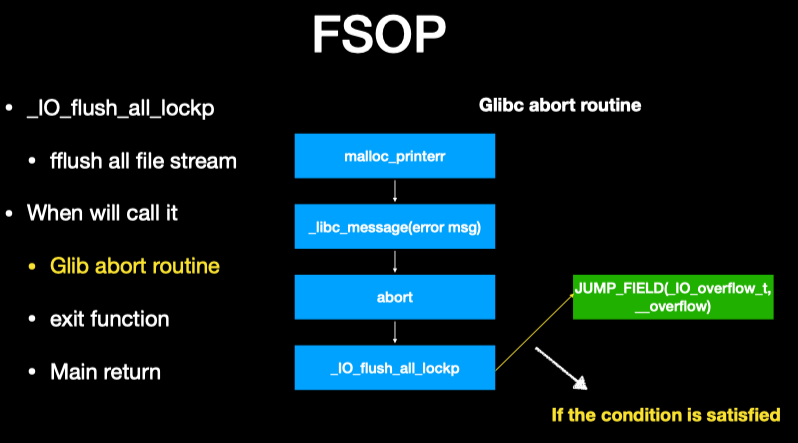 FSOP
• _IO_flush_all_lockp
• fflush all file stream
• When will call it
• Glib abort routine
• exit function
• Main return
Glibc abort routine
malloc_printerr
_libc_message(error msg)
abort
_IO_flush_all_lockp
JUMP_FIELD(_IO_overflow_t,
__overflow)
If the condition is satisfied